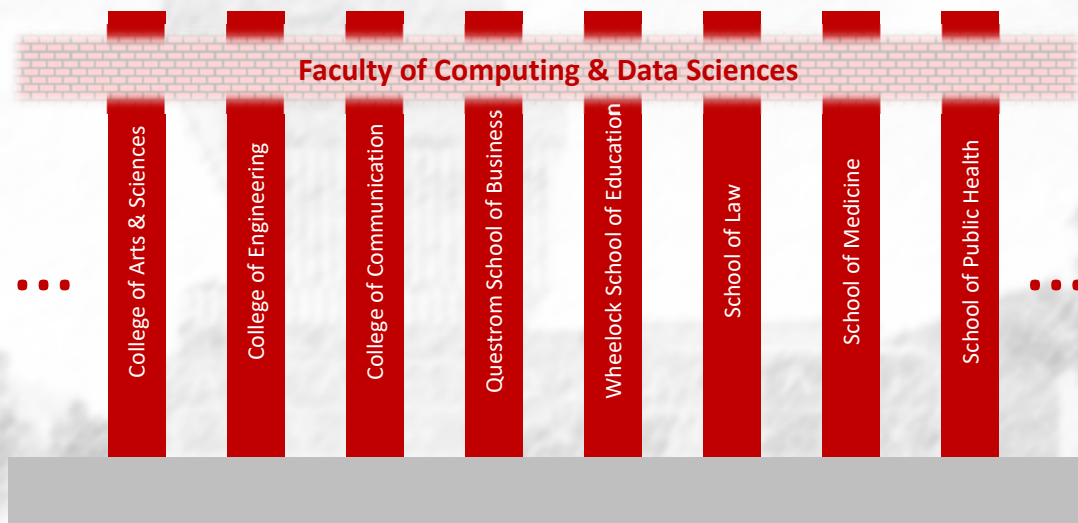 Faculty of Computing & Data Sciences
College of Arts & Sciences
College of Engineering
College of Communication
Questrom School of Business
Wheelock School of Education
School of Law
School of Medicine
School of Public Health
...
...